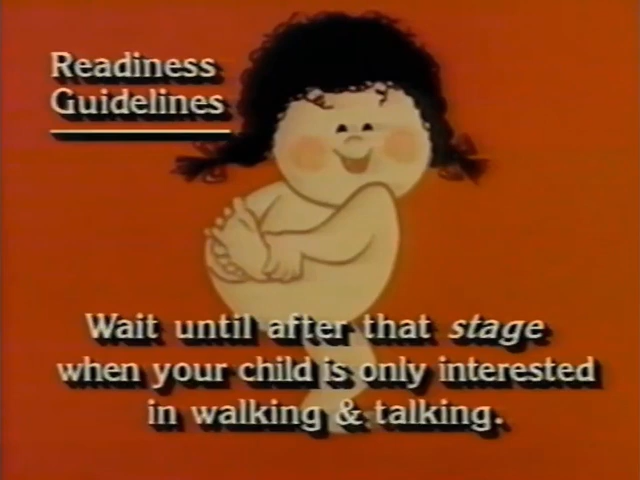 Readiness
Guidelines
Wait until after that stage
when your child is only interested
in walking & talking.